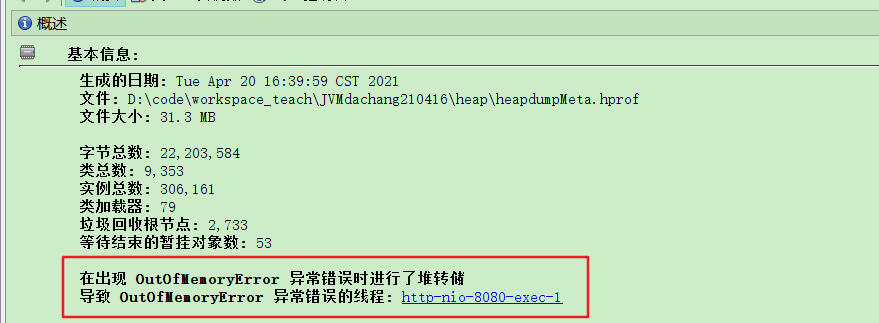 概述
基本信息:
生成的日期: Tue Apr 20 16:39:59 CST 2021
文件: D:\code\workspace_teach\JVMdachang210416\heap\heapdumpMeta.hprof
文件大小: 31.3 MB
字节总数: 22,203,584
类总数: 9,353
实例总数: 306,161
类加载器: 79
垃圾回收根节点: 2,733
等待结束的暂挂对象数: 53
在出现 OutOfMemoryError 异常错误时进行了堆转储
导致 OutOfMemoryError 异常错误的线程: http-nio-8080-exec-1